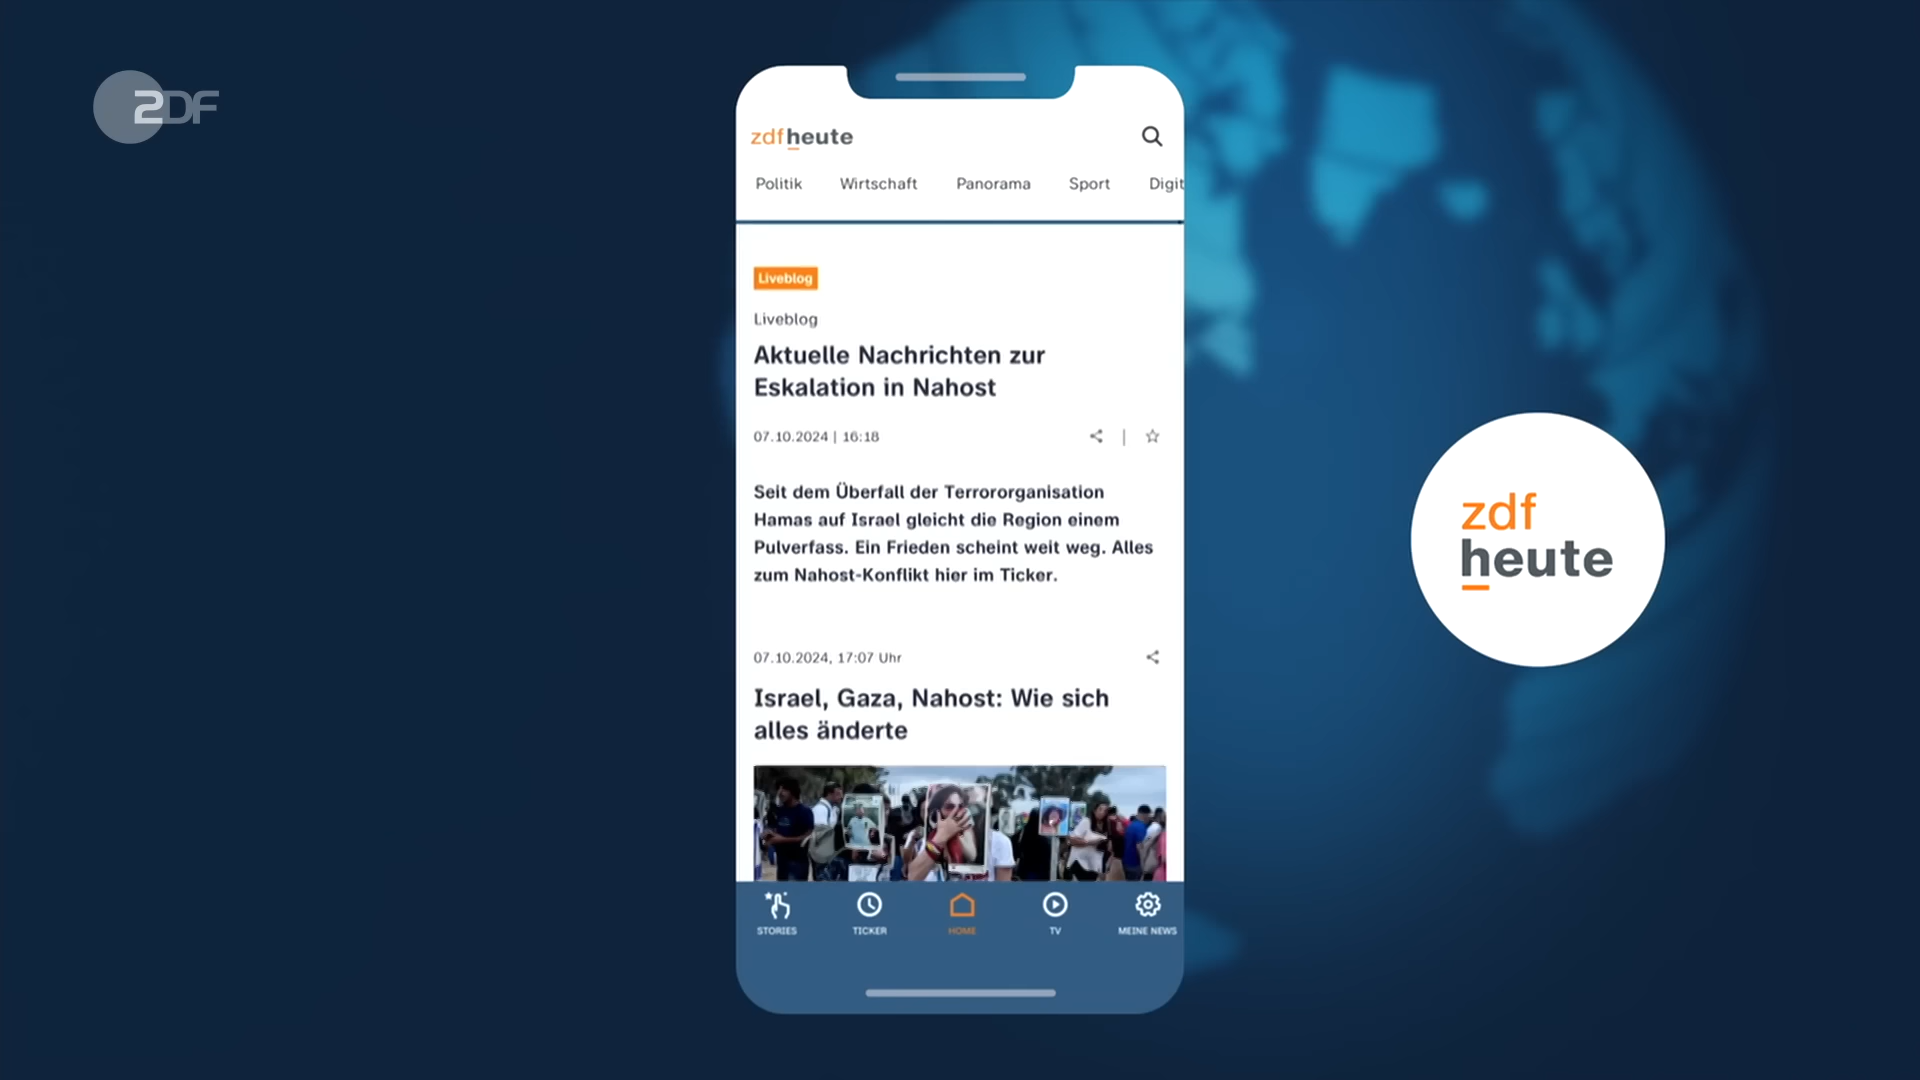 ZDF
zdfheute
Politik Wirtschaft Panorama Sport Digit
Liveblog
Liveblog
Aktuelle Nachrichten zur
Eskalation in Nahost
07.10.2024 | 16:18
|
Seit dem Überfall der Terrororganisation
Hamas auf Israel gleicht die Region einem
Pulverfass. Ein Frieden scheint weit weg. Alles
zum Nahost-Konflikt hier im Ticker.
07.10.2024, 17:07 Uhr
Israel, Gaza, Nahost: Wie sich
alles änderte
STORIES TICKER HOME TV MEINE NEWS
zdf
heute